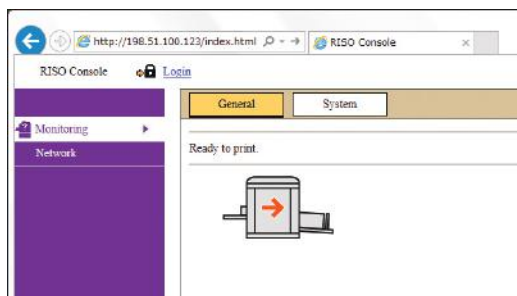 http://198.51.100.123/index.html
RISO Console
RISO Console
Login
General
System
Monitoring
Network
Ready to print.